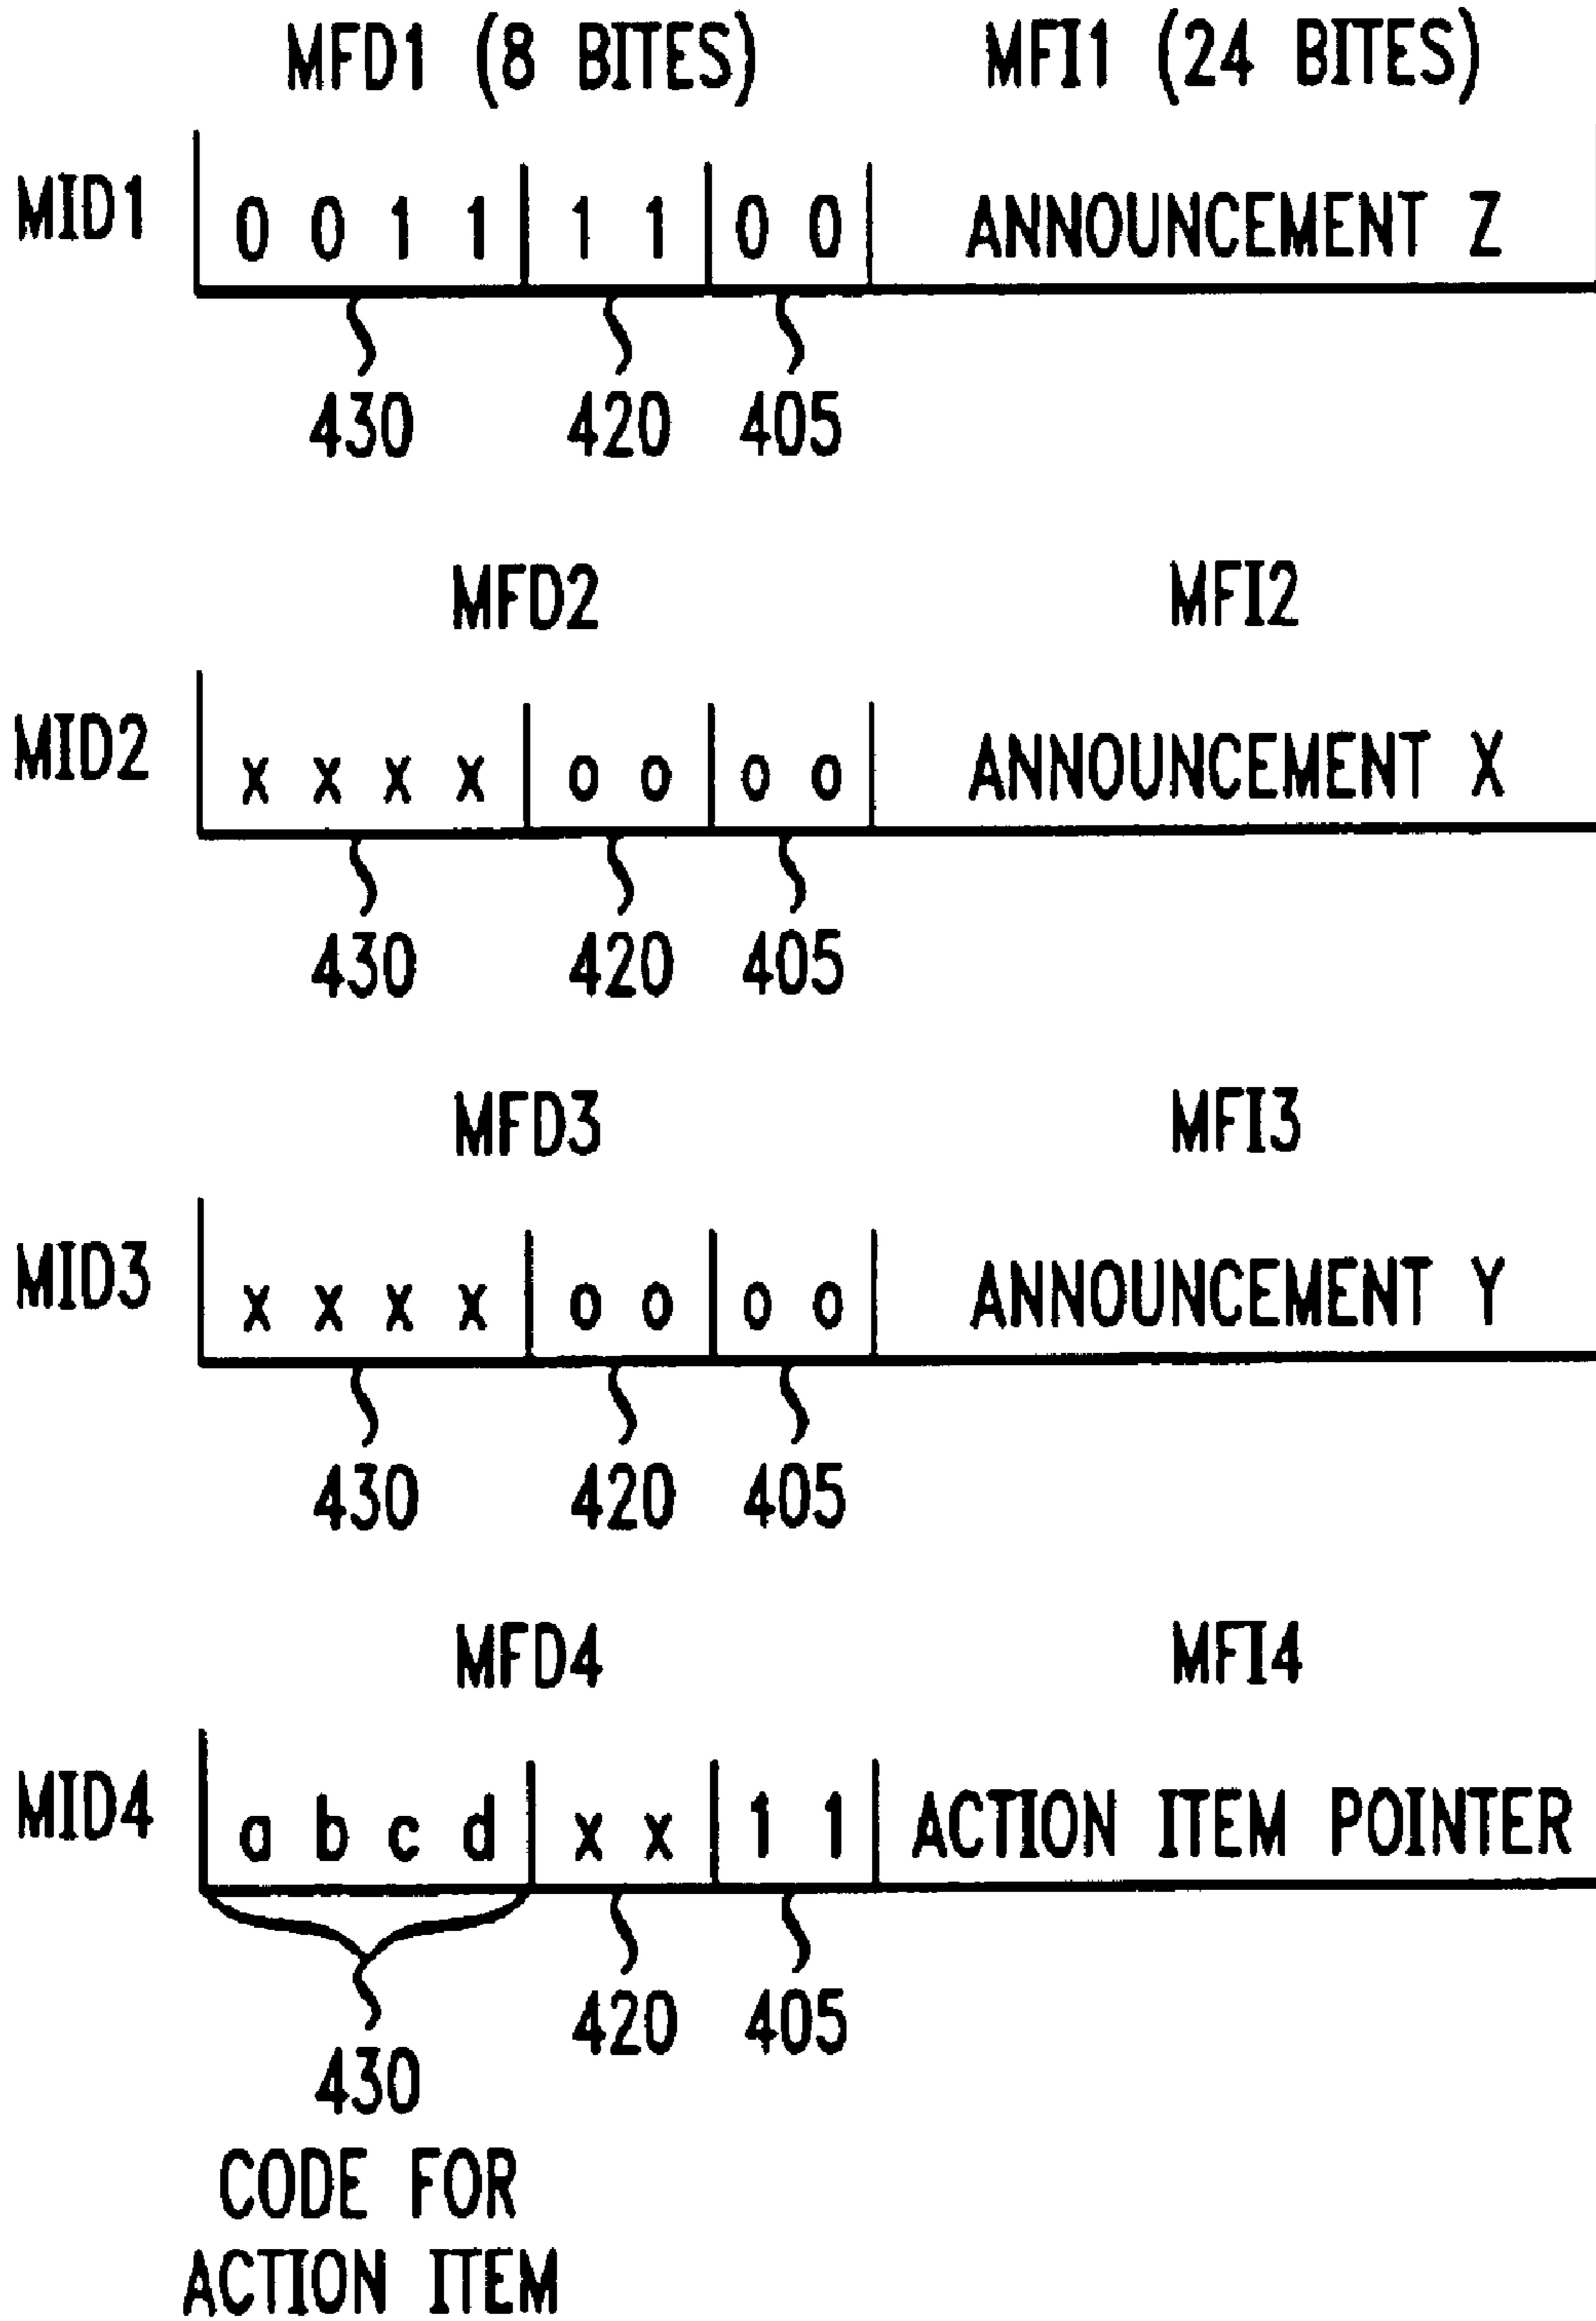 MFD1 (8 BITES) MFI1 (24 BITES)
MID1 0 0 1 1 1 1 0 0 ANNOUNCEMENT Z
430 420 405
MFD2 MFI2
MID2 x x x x o o o o ANNOUNCEMENT X
430 420 405
MFD3 MFI3
MID3 x x x x o o o o ANNOUNCEMENT Y
430 420 405
MFD4 MFI4
MID4 a b c d x x 1 1 ACTION ITEM POINTER
420 405
430
CODE FOR
ACTION ITEM